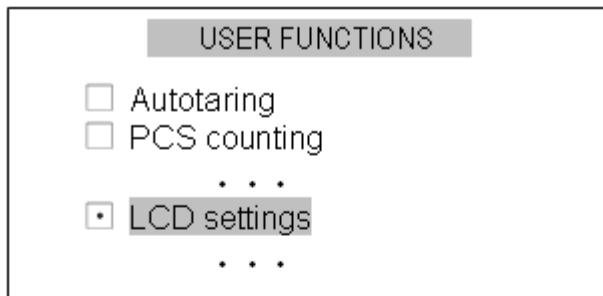 USER FUNCTIONS
Autotaring
PCS counting
. . .
LCD settings
. . .